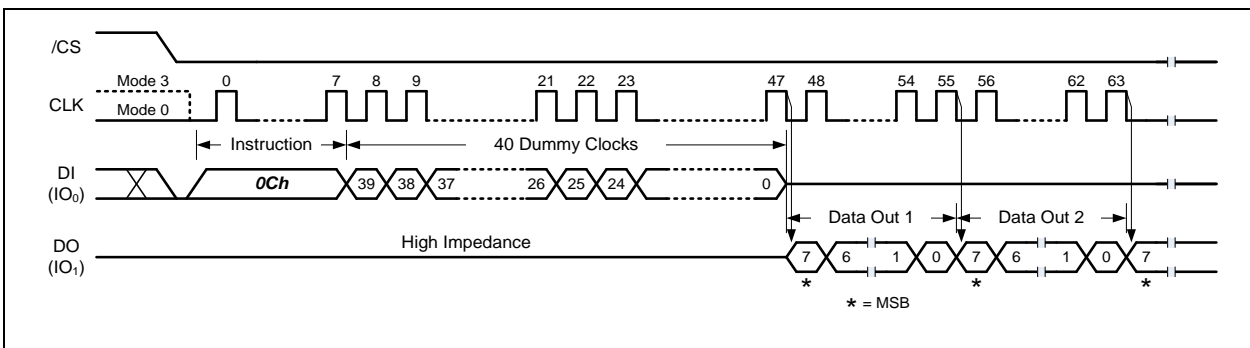 /CS
Mode 3 0 7 8 9 21 22 23 47 48 54 55 56 62 63
CLK
Mode 0
Instruction 40 Dummy Clocks
DI
(IO0)
0Ch 39 38 37 26 25 24 0
Data Out 1 Data Out 2
DO
(IO1)
High Impedance
7 6 1 0 7 6 1 0 7
* * *
* = MSB